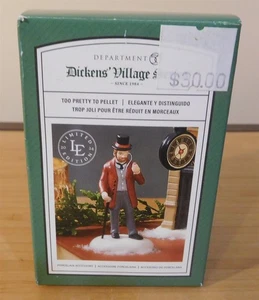 DEPARTMENT
Dickens' Village
SINCE 1984
$30.00
TOO PRETTY TO PELLET | ELEGANTE Y DISTINGUIDO
TROP JOLI POUR ÊTRE RÉDUIT EN MORCEAUX
LIMITED
LE
EDITION